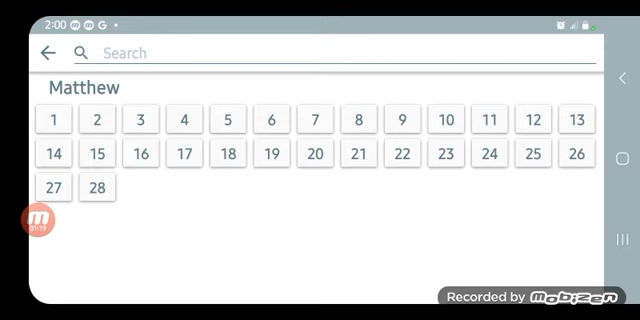 2:00
Search
Matthew
1 2 3 4 5 6 7 8 9 10 11 12 13
14 15 16 17 18 19 20 21 22 23 24 25 26
27 28
01:19
Recorded by Mobizen